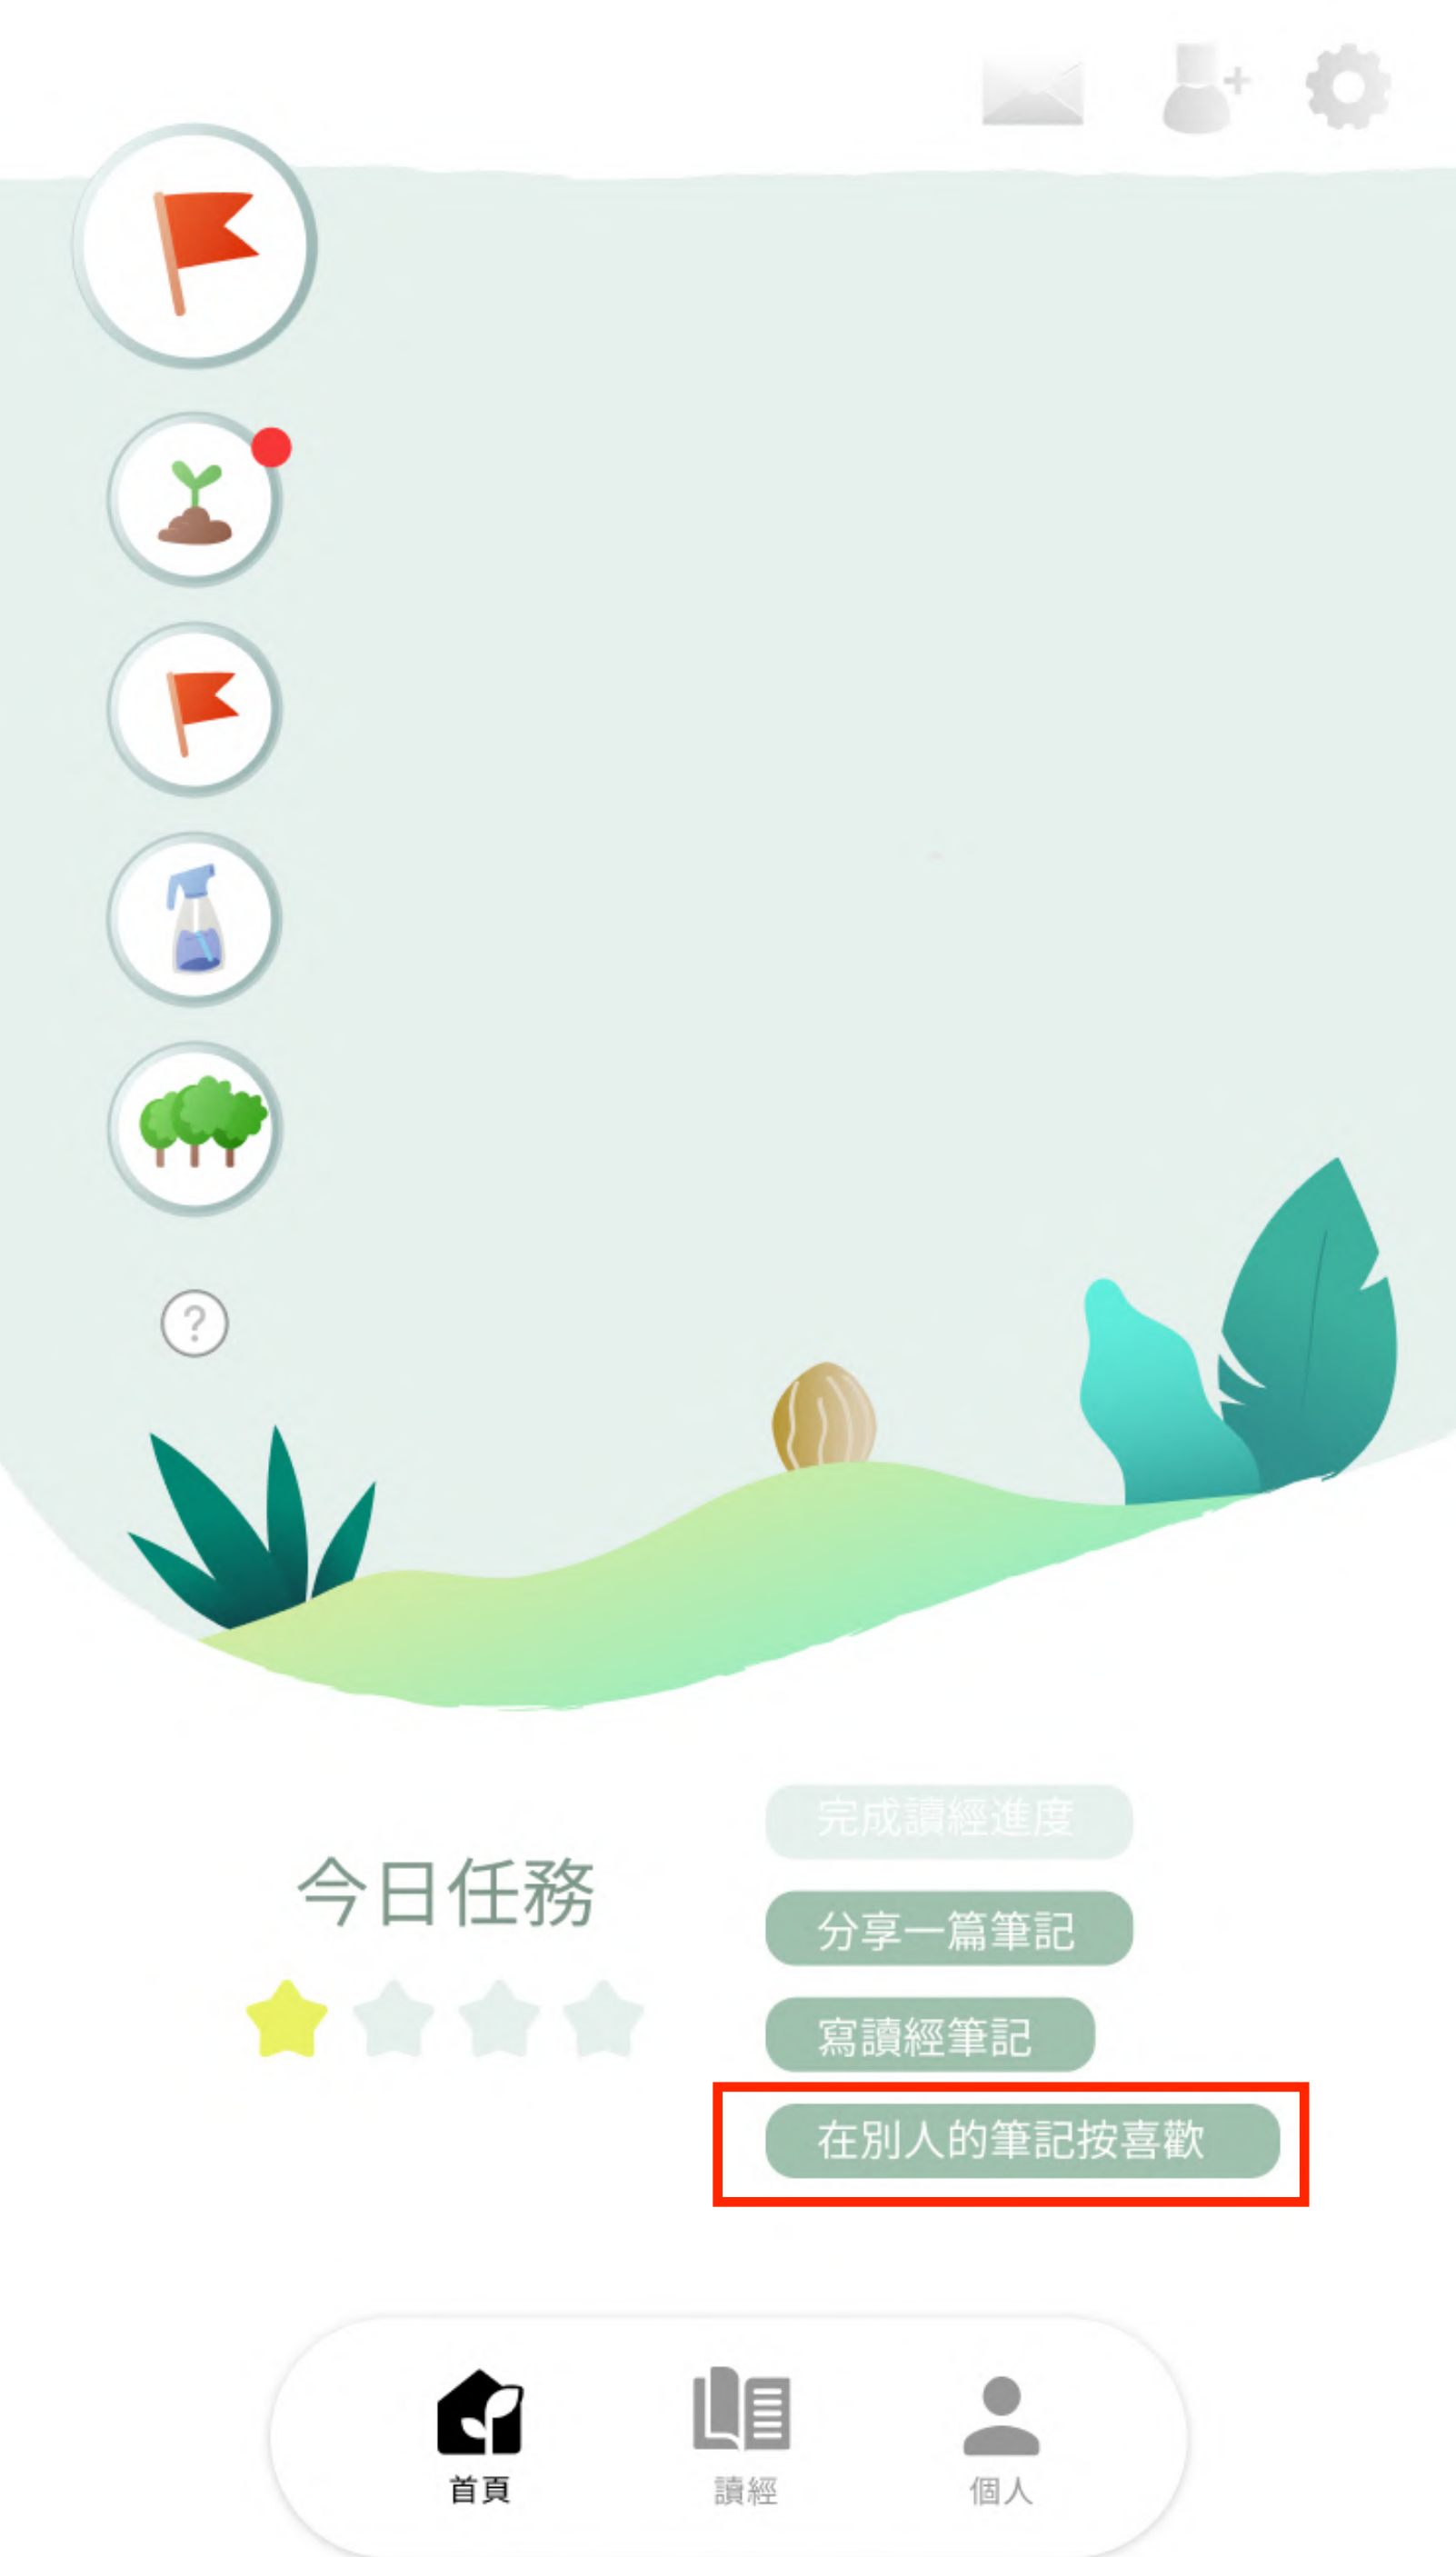 ?
完成讀經進度
今日任務
分享一篇筆記
寫讀經筆記
在別人的筆記按喜歡
首頁
讀經
個人